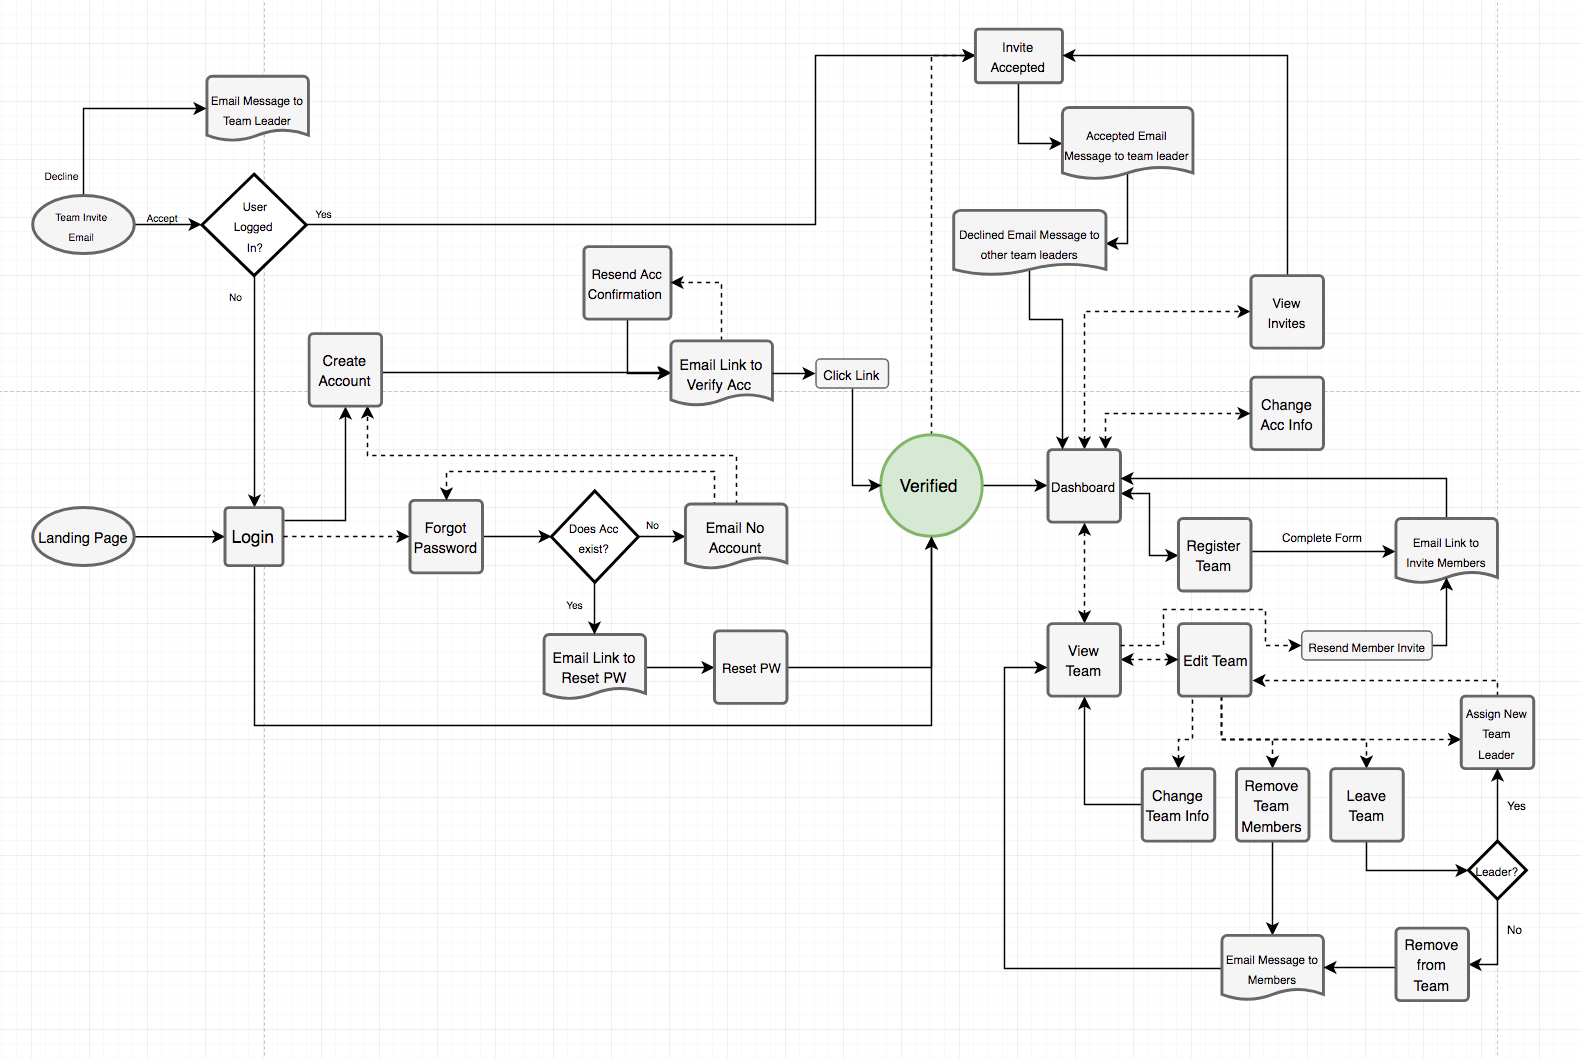 Invite
Accepted
Email Message to
Team Leader
Accepted Email
Message to team leader
Decline
Team Invite
Email
Accept
User
Logged
In?
Yes
No
Declined Email Message to
other team leaders
Resend Acc
Confirmation
View
Invites
Create
Account
Email Link to
Verify Acc
Click Link
Change
Acc Info
Verified
Dashboard
Landing Page
Login
Forgot
Password
Does Acc
exist?
No
Yes
Email No
Account
Register
Team
Complete Form
Email Link to
Invite Members
Email Link to
Reset PW
Reset PW
View
Team
Edit Team
Resend Member Invite
Assign New
Team
Leader
Change
Team Info
Remove
Team
Members
Leave
Team
Yes
Leader?
No
Email Message to
Members
Remove
from
Team